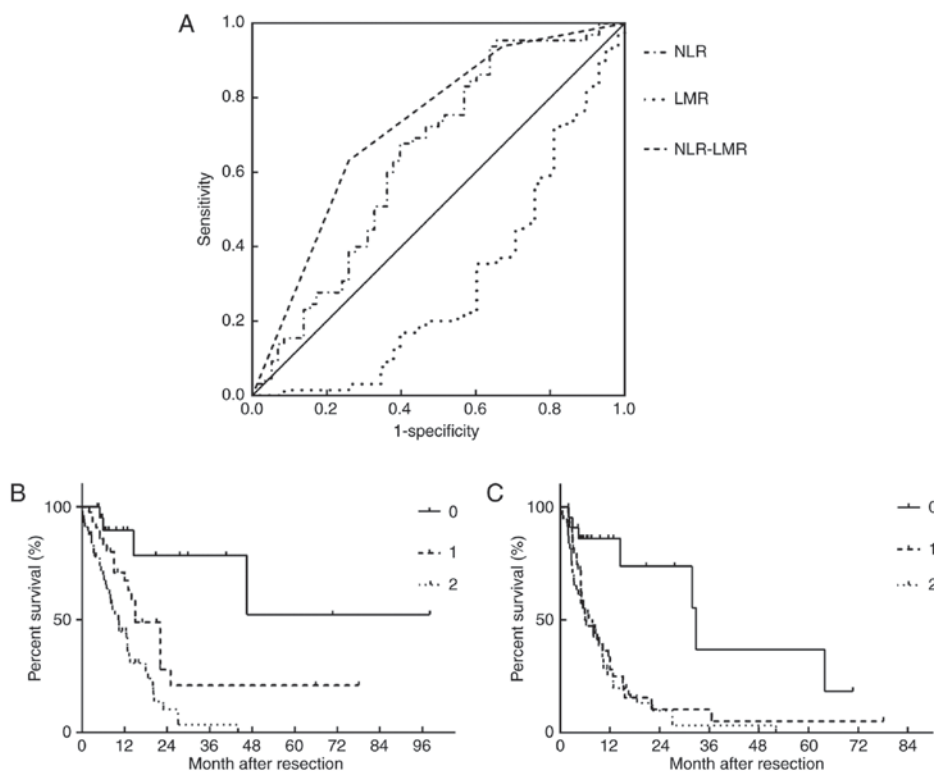 A
1.0
0.8
0.6
0.4
0.2
0.0
Sensitivity
0.0 0.2 0.4 0.6 0.8 1.0
1-specificity
NLR
LMR
NLR-LMR
B
100
50
0
Percent survival (%)
0 12 24 36 48 60 72 84 96
Month after resection
0
1
2
C
100
50
0
Percent survival (%)
0 12 24 36 48 60 72 84
Month after resection
0
1
2